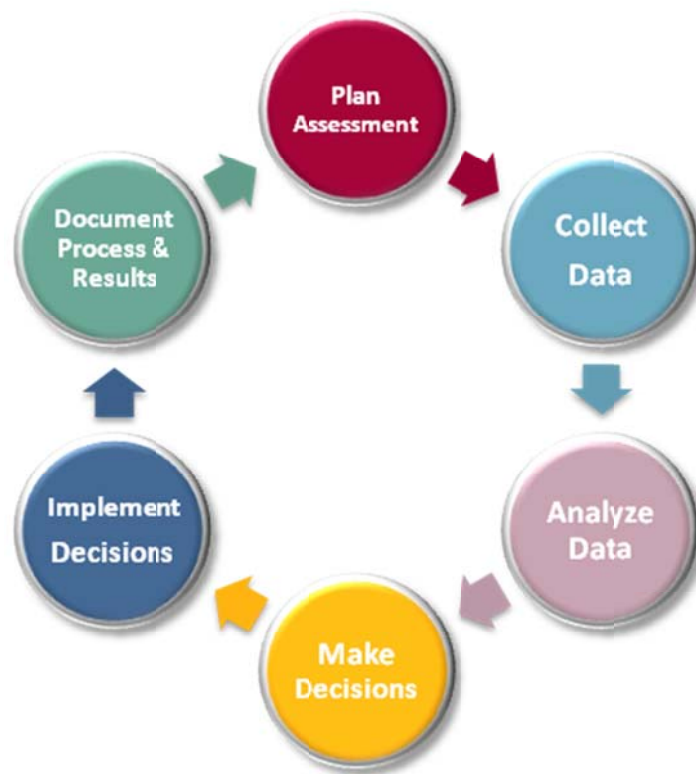 Plan
Assessment
Collect
Data
Analyze
Data
Make
Decisions
Implement
Decisions
Document
Process &
Results